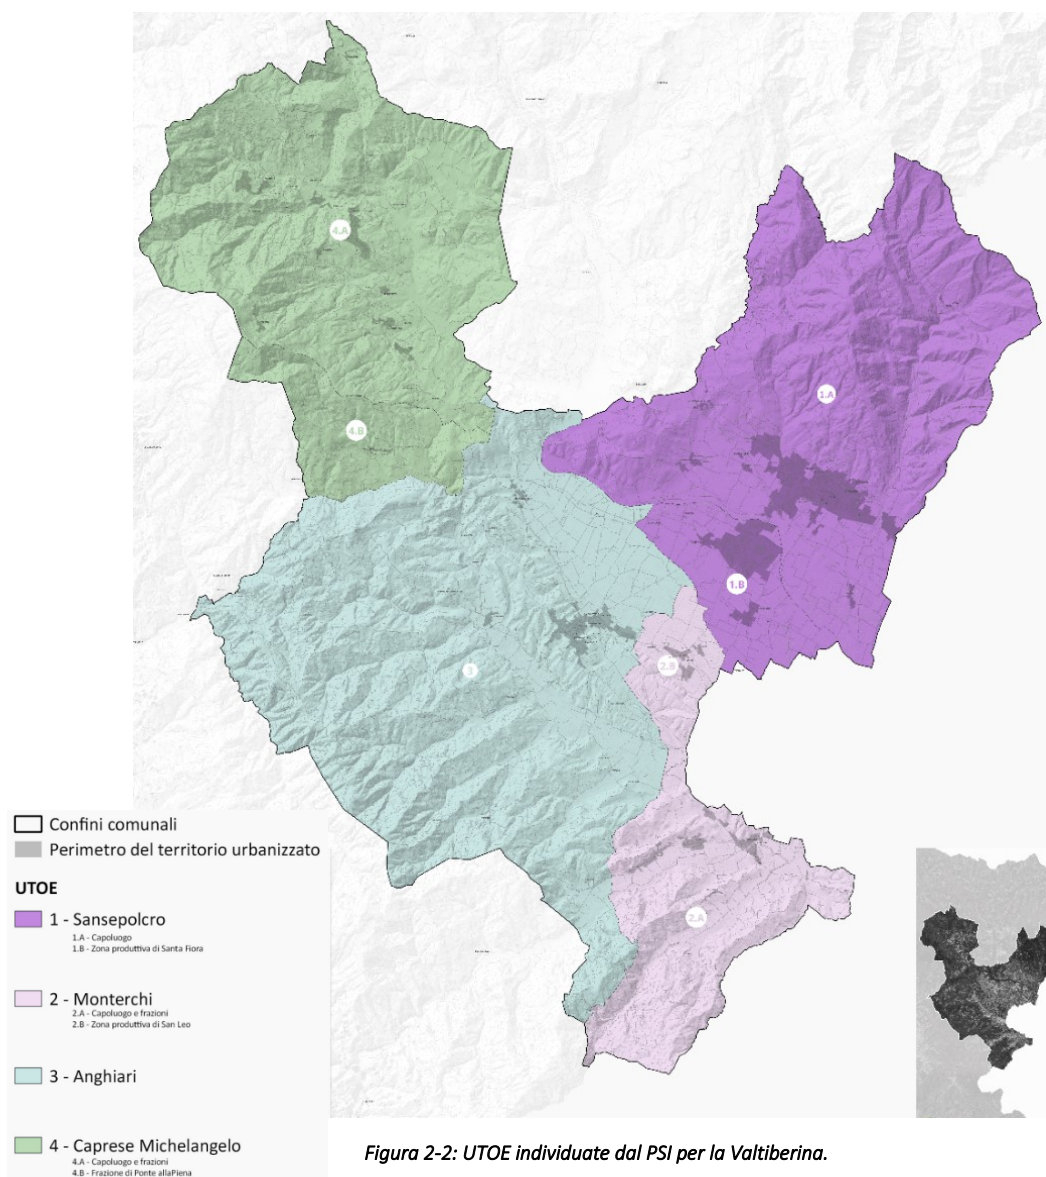 4.A
1.A
4.B
1.B
2.B
3
2.A
Confini comunali
Perimetro del territorio urbanizzato
UTOE
1 - Sansepolcro
1.A - Capoluogo
1.B - Zona produttiva di Santa Fiora
2 - Monterchi
2.A - Capoluogo e frazioni
2.B - Zona produttiva di San Leo
3 - Anghiari
4 - Caprese Michelangelo
4.A - Capoluogo e frazioni
4.B - Frazione di Ponte allaPiena
Figura 2-2: UTOE individuate dal PSI per la Valtiberina.